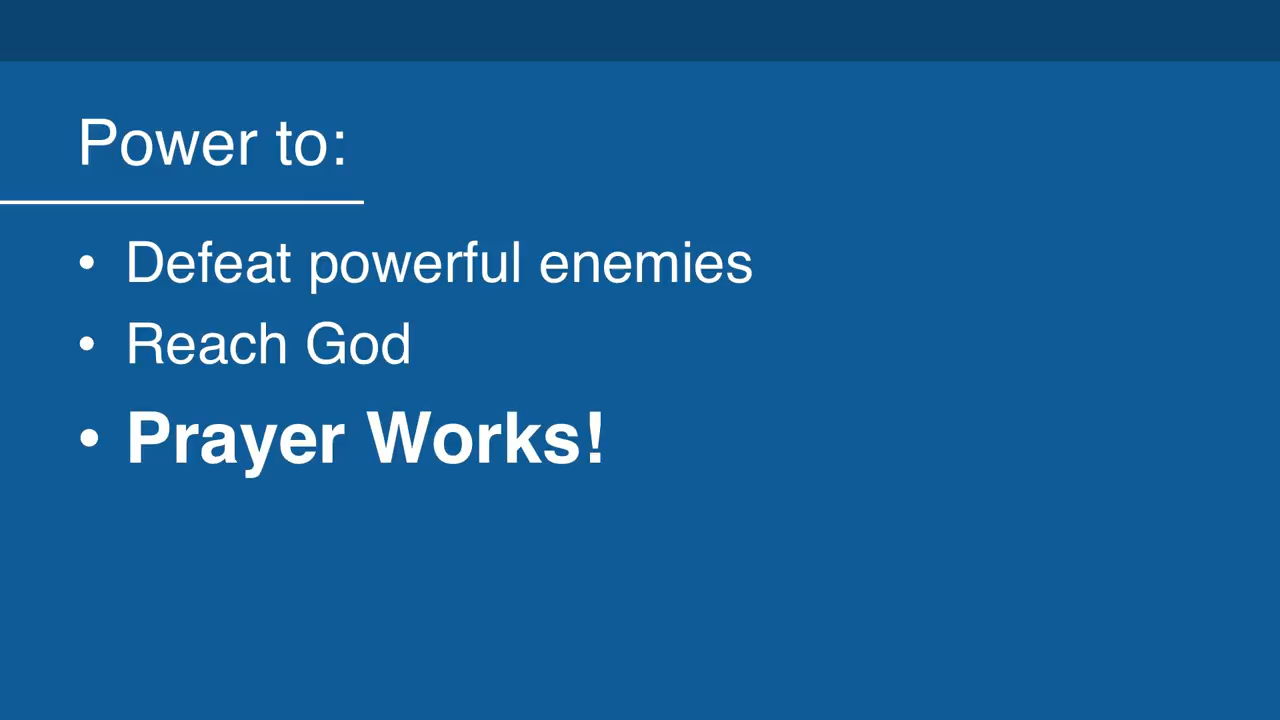 Power to:
• Defeat powerful enemies
• Reach God
• Prayer Works!